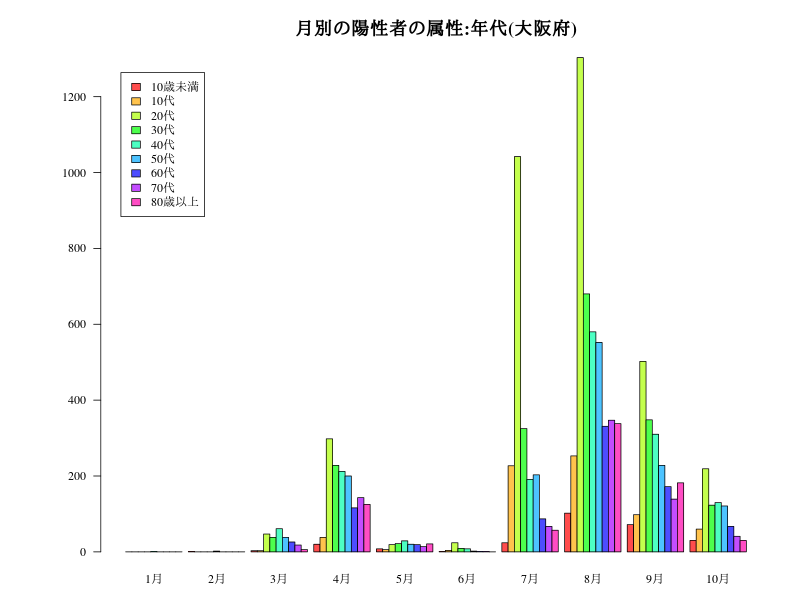 月別の陽性者の属性:年代(大阪府)
10歳未満
10代
20代
30代
40代
50代
60代
70代
80歳以上
1200
1000
800
600
400
200
0
1月 2月 3月 4月 5月 6月 7月 8月 9月 10月